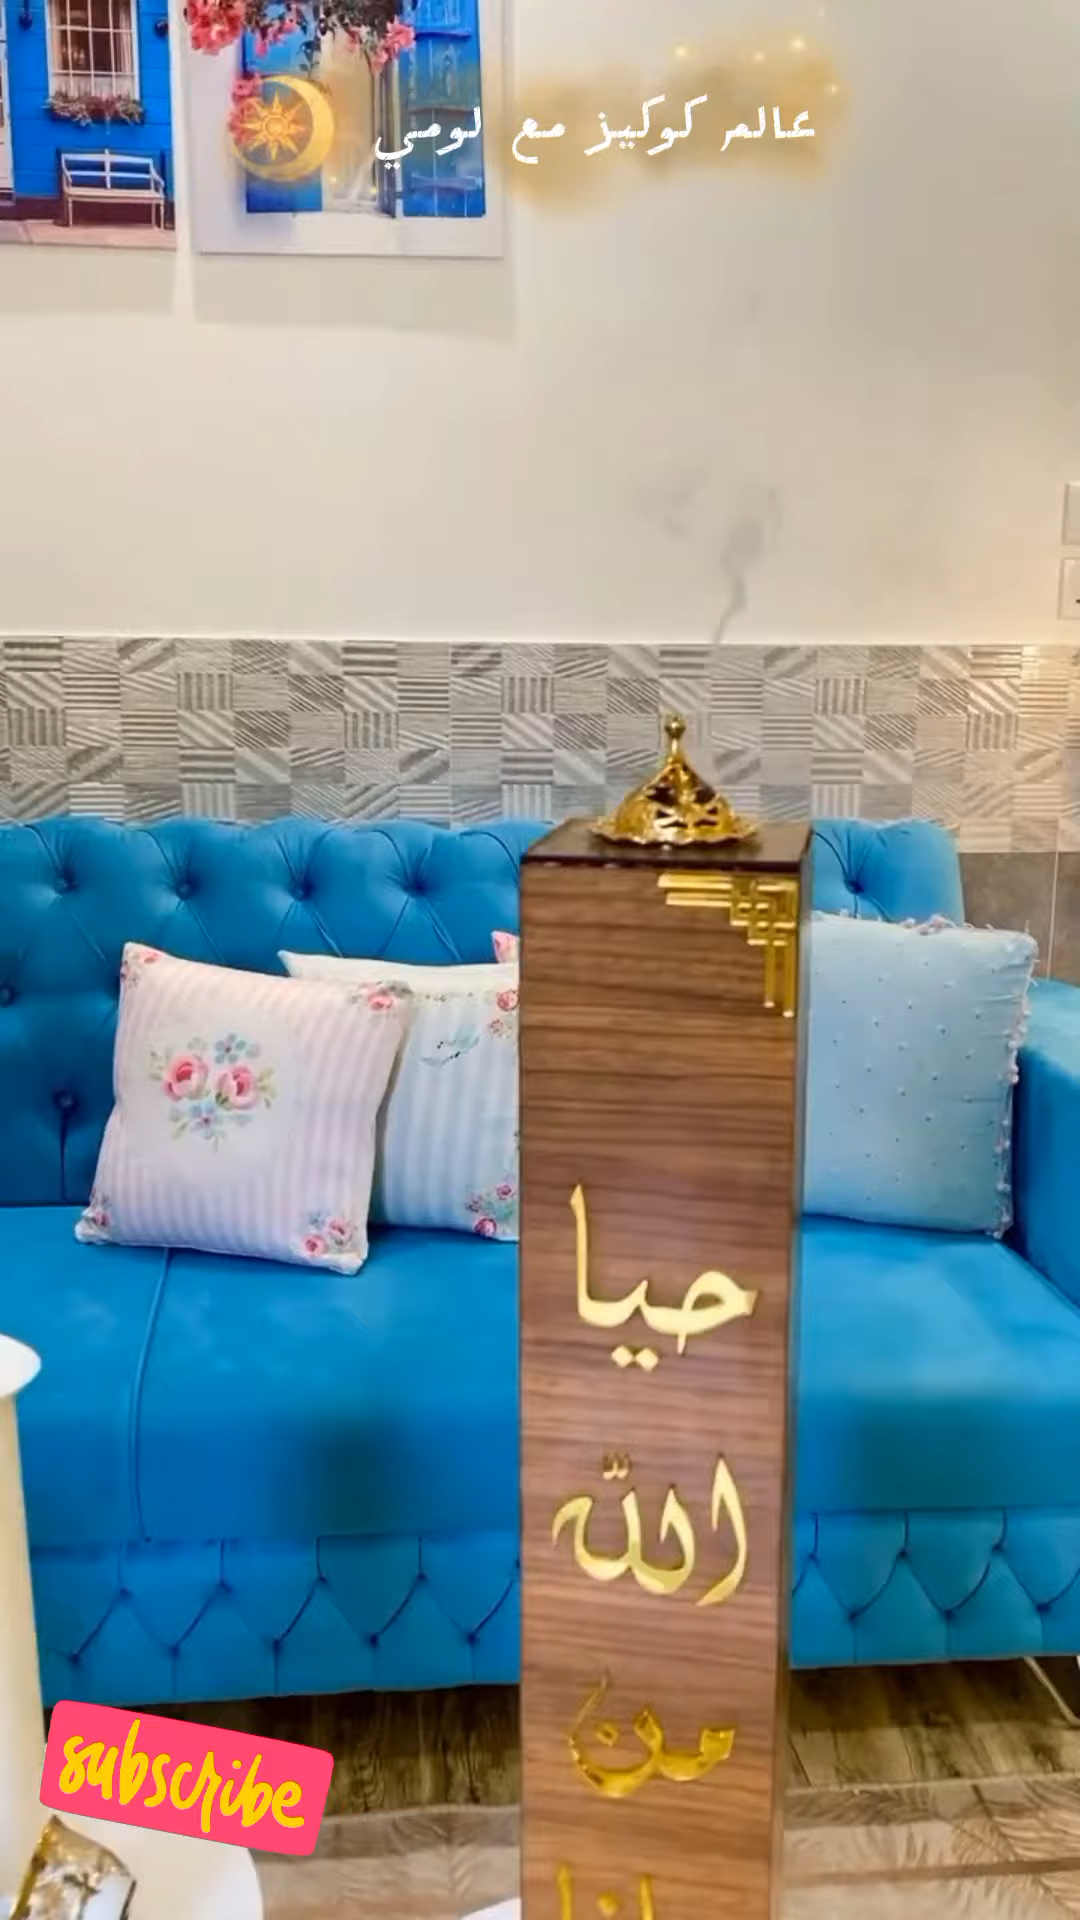 عالم كوكيز مع لومي
حيا
الله
من
subscribe